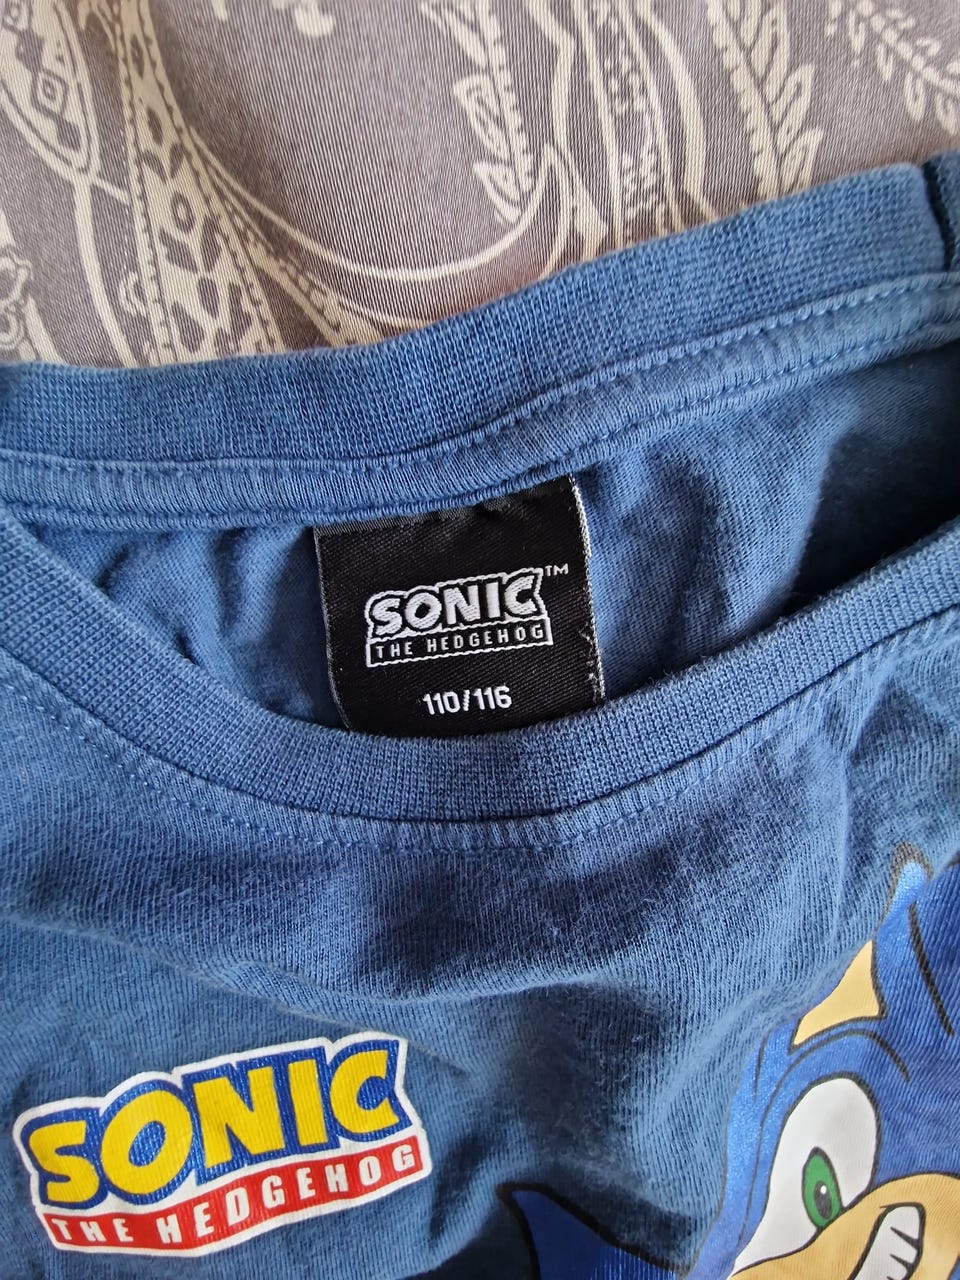 SONIC™
THE HEDGEHOG
110/116
SONIC
THE HEDGEHOG